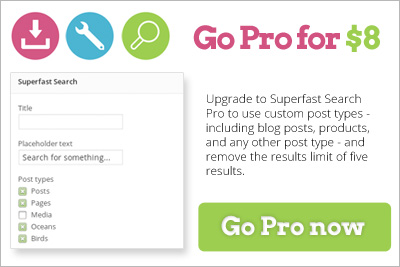 Go Pro for $8
Superfast Search
Title
Placeholder text
Search for something...
Post types
Posts
Pages
Media
Oceans
Birds
Upgrade to Superfast Search
Pro to use custom post types -
including blog posts, products,
and any other post type - and
remove the results limit of five
results.
Go Pro now